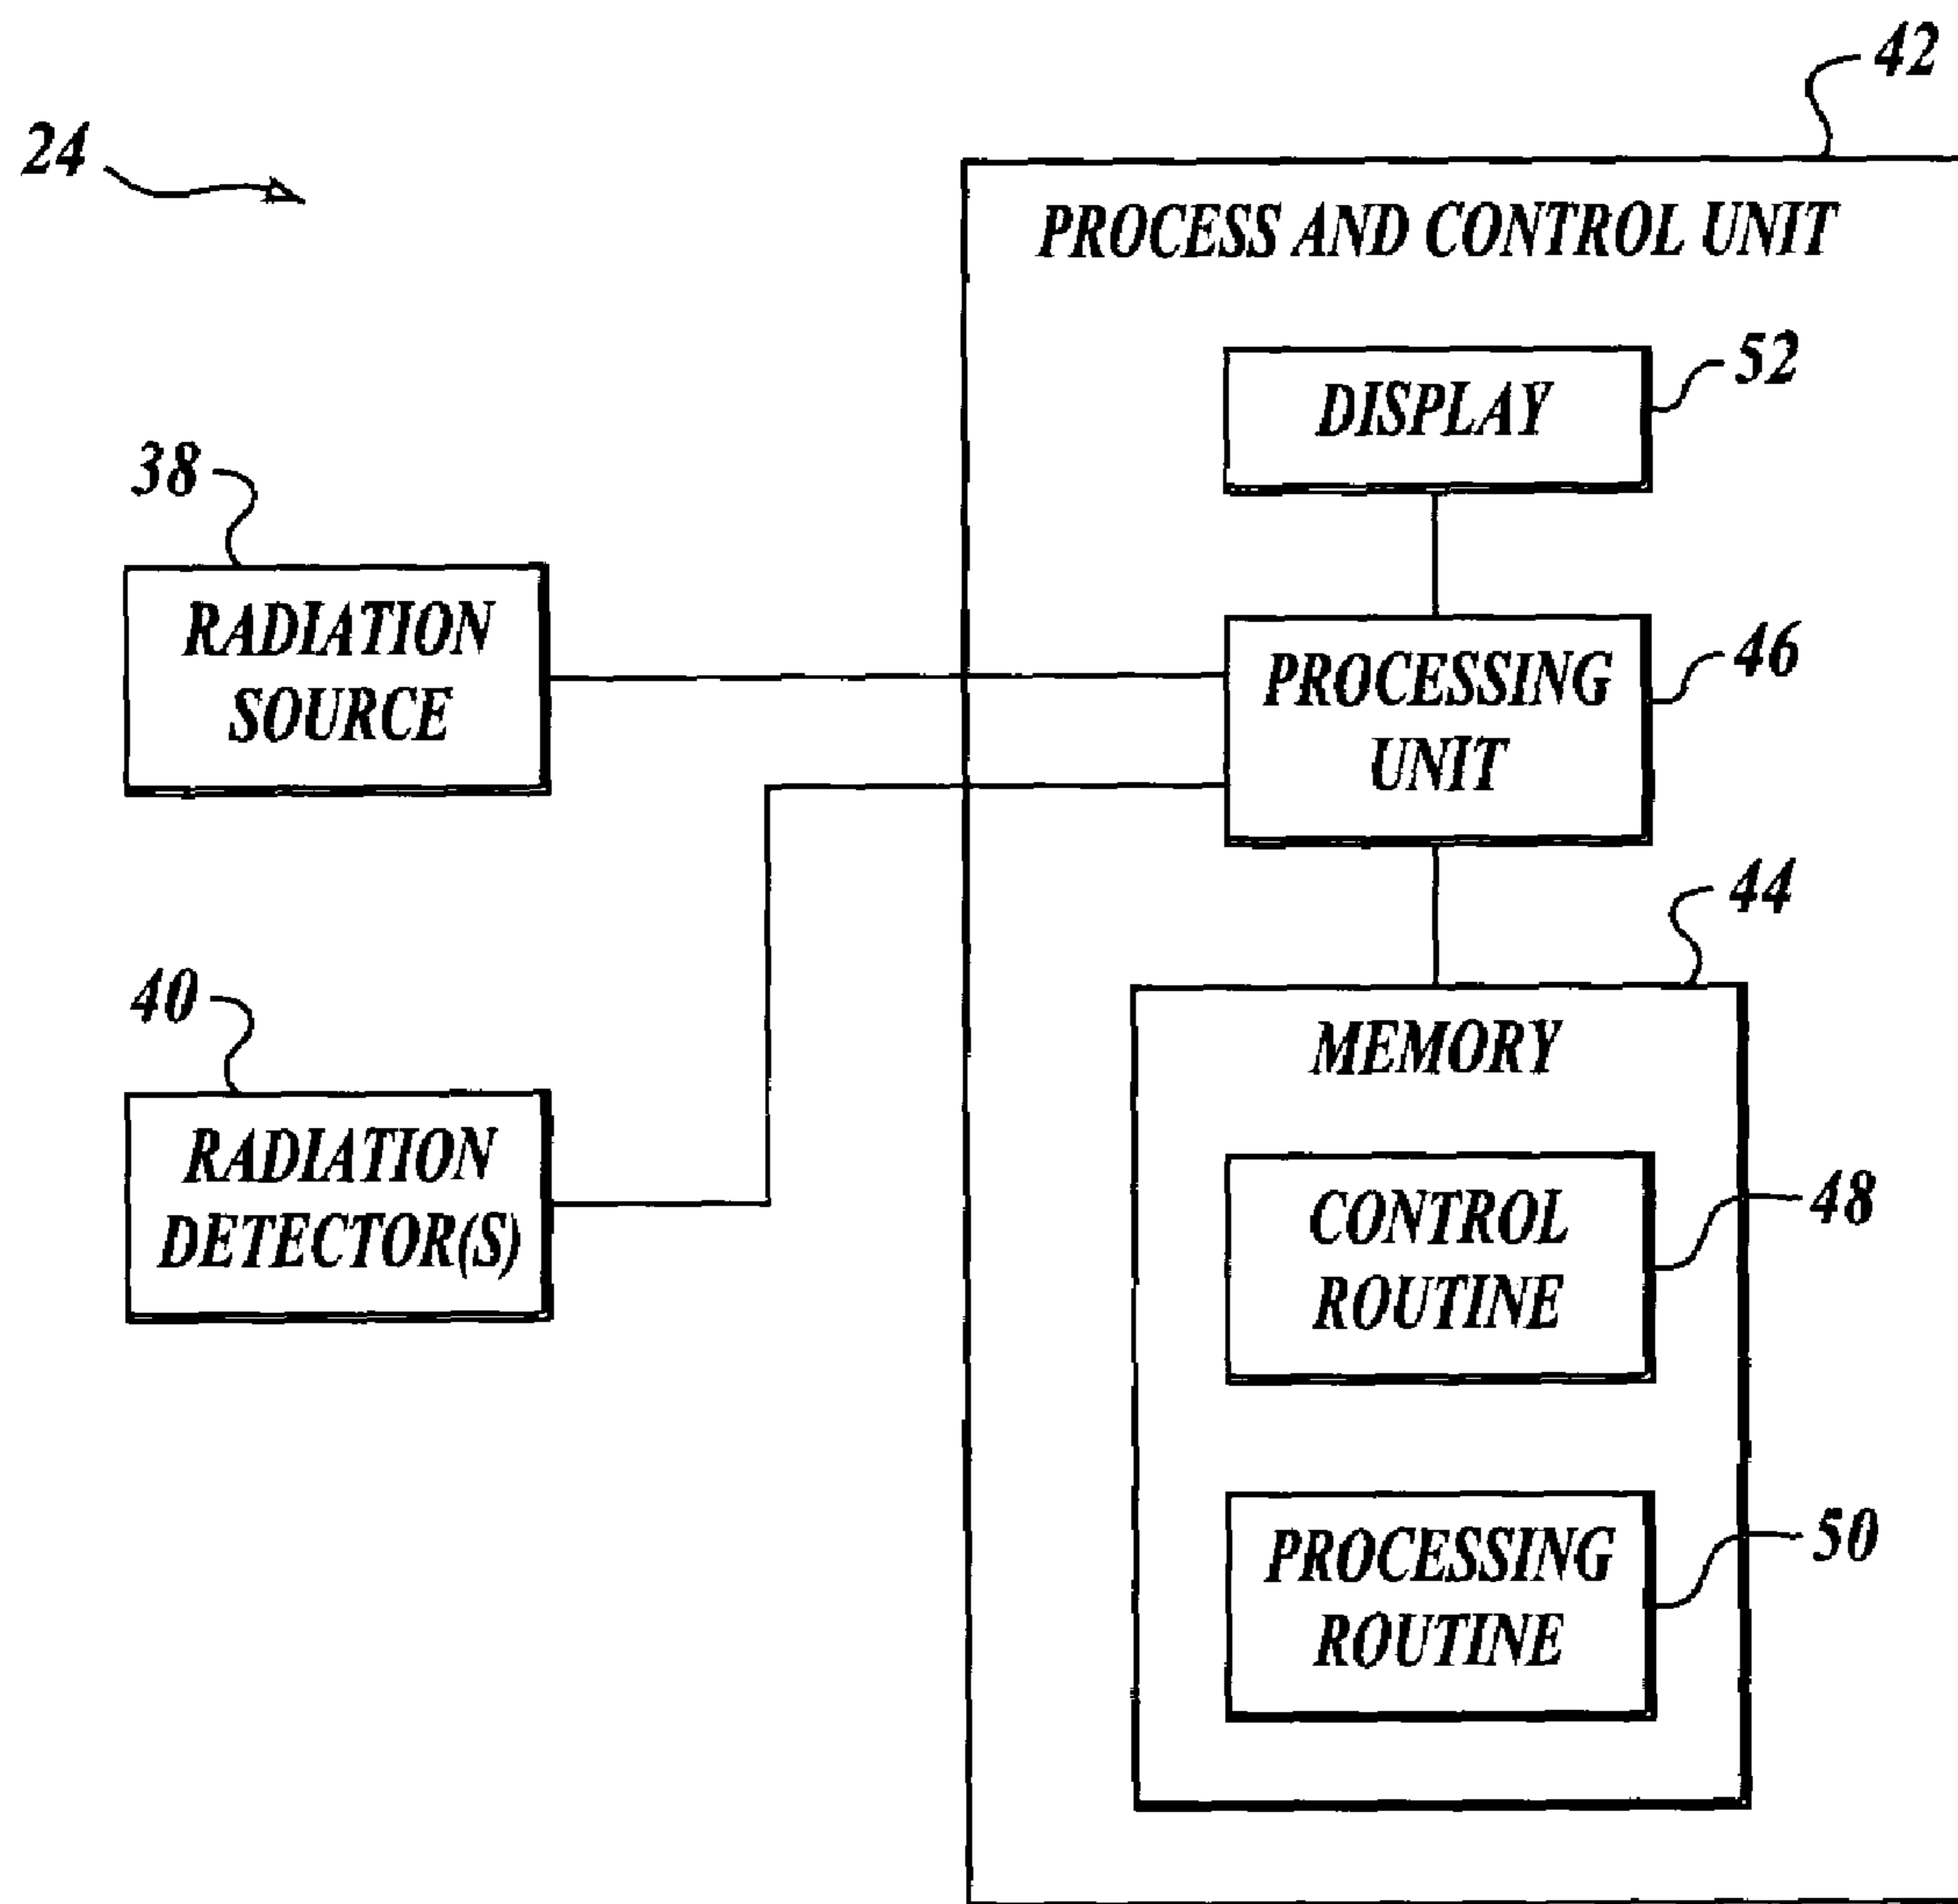 42
24
PROCESS AND CONTROL UNIT
52
DISPLAY
38
RADIATION
SOURCE
46
PROCESSING
UNIT
44
MEMORY
40
RADIATION
DETECTOR(S)
48
CONTROL
ROUTINE
50
PROCESSING
ROUTINE